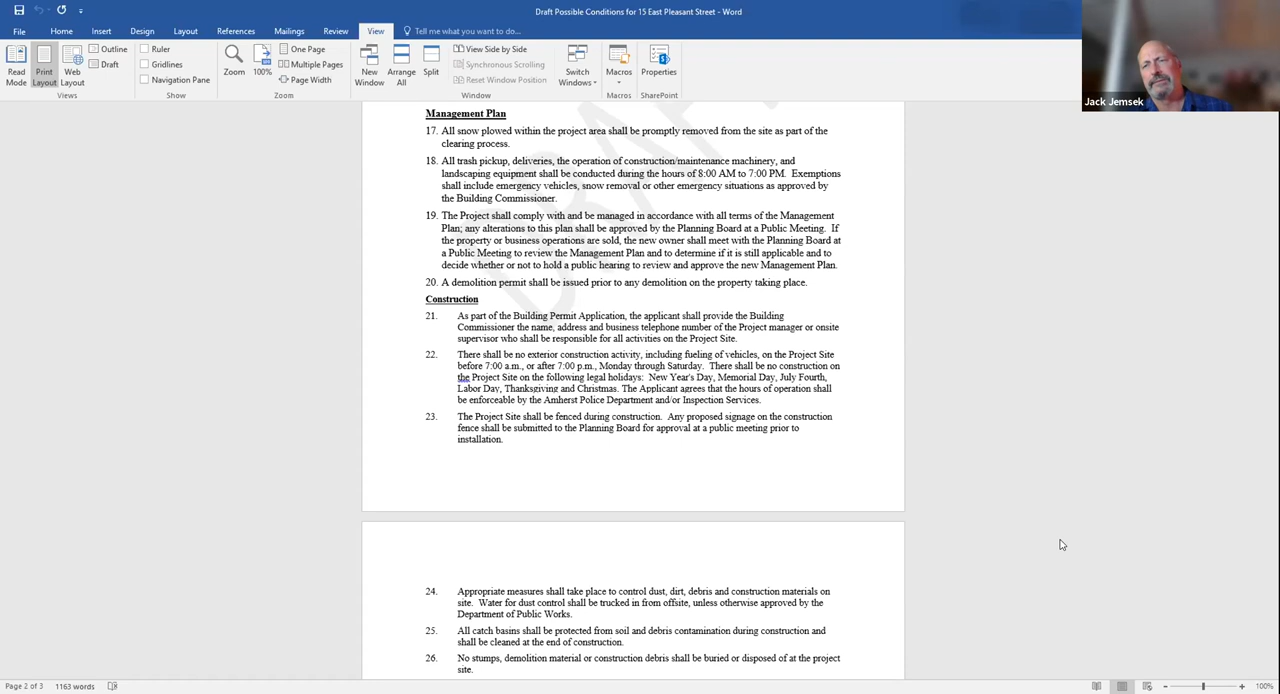 Draft Possible Conditions for 15 East Pleasant Street - Word
File Home Insert Design Layout References Mailings Review View Tell me what you want to do...
Read Mode
Print Layout
Web Layout
Outline
Draft
Views
Ruler
Gridlines
Navigation Pane
Show
Zoom
100%
One Page
Multiple Pages
Page Width
Zoom
New Window
Arrange All
Split
View Side by Side
Synchronous Scrolling
Reset Window Position
Window
Switch Windows
Macros
Macros
Properties
SharePoint
Jack Jemsek
DRAFT
Management Plan
17. All snow plowed within the project area shall be promptly removed from the site as part of the
clearing process.
18. All trash pickup, deliveries, the operation of construction/maintenance machinery, and
landscaping equipment shall be conducted during the hours of 8:00 AM to 7:00 PM. Exemptions
shall include emergency vehicles, snow removal or other emergency situations as approved by
the Building Commissioner.
19. The Project shall comply with and be managed in accordance with all terms of the Management
Plan; any alterations to this plan shall be approved by the Planning Board at a Public Meeting. If
the property or business operations are sold, the new owner shall meet with the Planning Board at
a Public Meeting to review the Management Plan and to determine if it is still applicable and to
decide whether or not to hold a public hearing to review and approve the new Management Plan.
20. A demolition permit shall be issued prior to any demolition on the property taking place.
Construction
21. As part of the Building Permit Application, the applicant shall provide the Building
Commissioner the name, address and business telephone number of the Project manager or onsite
supervisor who shall be responsible for all activities on the Project Site.
22. There shall be no exterior construction activity, including fueling of vehicles, on the Project Site
before 7:00 a.m., or after 7:00 p.m., Monday through Saturday. There shall be no construction on
the Project Site on the following legal holidays: New Year's Day, Memorial Day, July Fourth,
Labor Day, Thanksgiving and Christmas. The Applicant agrees that the hours of operation shall
be enforceable by the Amherst Police Department and/or Inspection Services.
23. The Project Site shall be fenced during construction. Any proposed signage on the construction
fence shall be submitted to the Planning Board for approval at a public meeting prior to
installation.
24. Appropriate measures shall take place to control dust, dirt, debris and construction materials on
site. Water for dust control shall be trucked in from offsite, unless otherwise approved by the
Department of Public Works.
25. All catch basins shall be protected from soil and debris contamination during construction and
shall be cleaned at the end of construction.
26. No stumps, demolition material or construction debris shall be buried or disposed of at the project
site.
Page 2 of 3 1163 words 100%